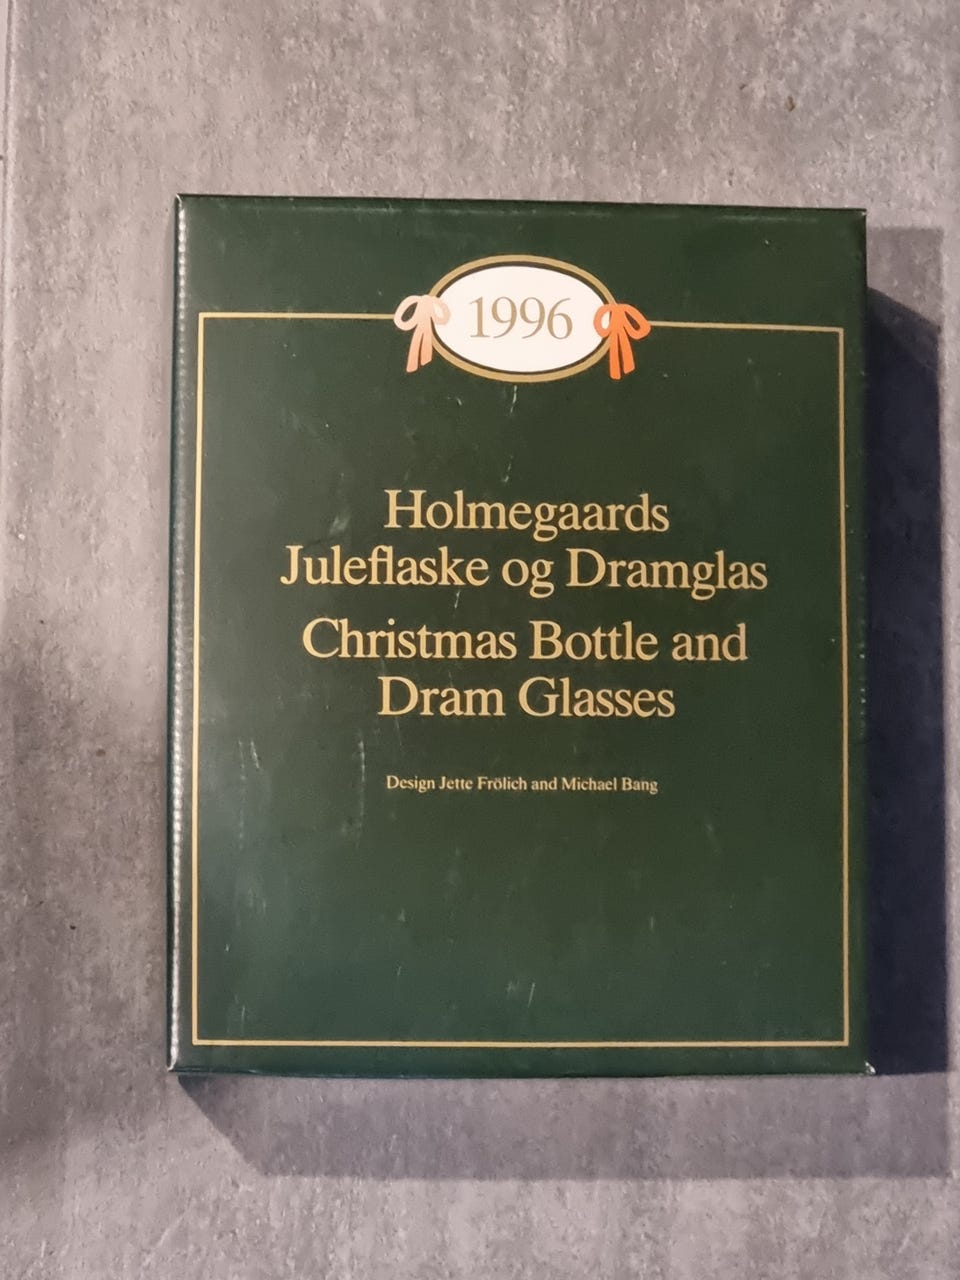 1996
Holmegaards
Juleflaske og Dramglas
Christmas Bottle and
Dram Glasses
Design Jette Frölich and Michael Bang